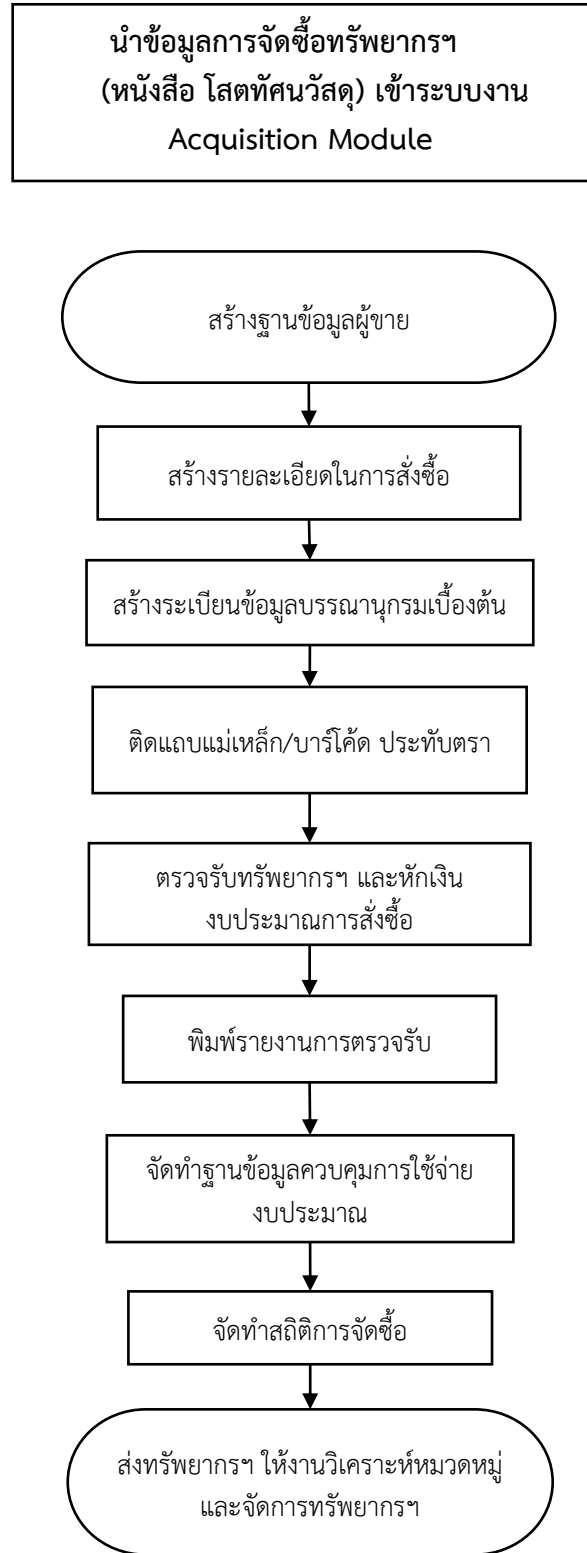 นำข้อมูลการจัดซื้อทรัพยากรฯ
(หนังสือ โสตทัศนวัสดุ) เข้าระบบงาน
Acquisition Module
สร้างฐานข้อมูลผู้ขาย
สร้างรายละเอียดในการสั่งซื้อ
สร้างระเบียนข้อมูลบรรณานุกรมเบื้องต้น
ติดแถบแม่เหล็ก/บาร์โค้ด ประทับตรา
ตรวจรับทรัพยากรฯ และหักเงิน
งบประมาณการสั่งซื้อ
พิมพ์รายงานการตรวจรับ
จัดทำฐานข้อมูลควบคุมการใช้จ่าย
งบประมาณ
จัดทำสถิติการจัดซื้อ
ส่งทรัพยากรฯ ให้งานวิเคราะห์หมวดหมู่
และจัดการทรัพยากรฯ